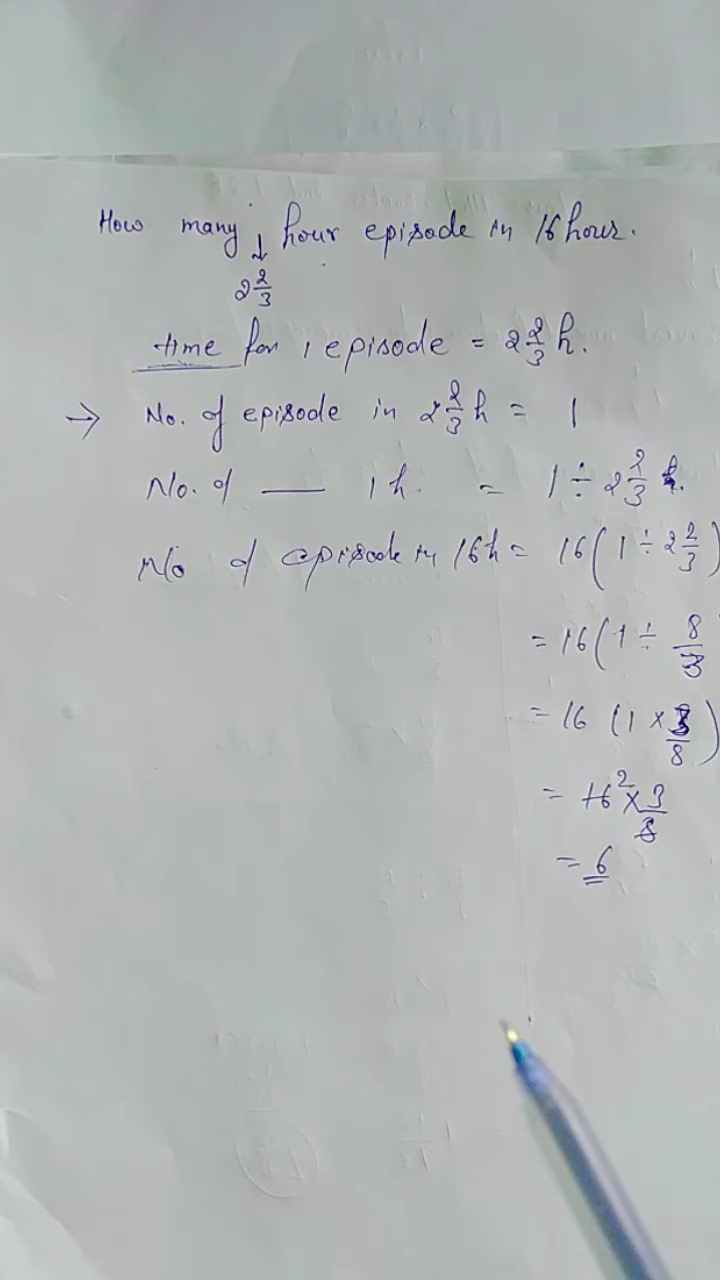 How many ↓ hour episode in 16 hour.
2 2/3
time for 1 episode = 2 2/3 h.
→ No. of episode in 2 2/3 h = 1
No. of — 1 h. = 1 ÷ 2 2/3
No of episode in 16h = 16(1 ÷ 2 2/3)
= 16(1 ÷ 8/3
= 16 (1 × 3/8)
= 16 2 × 3/8
= 6